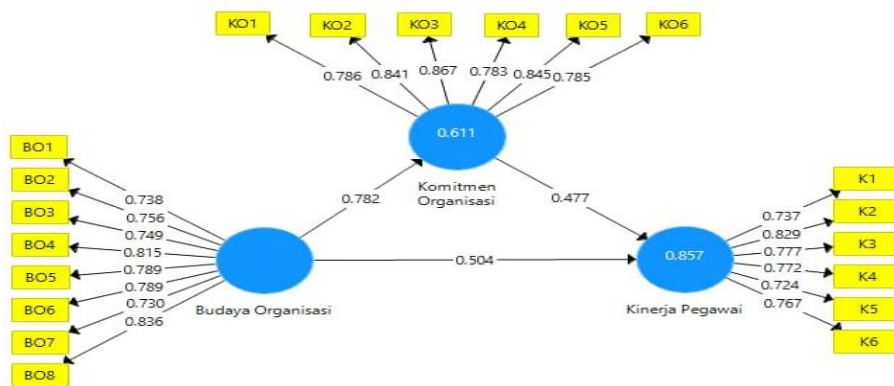 KO1
KO2
KO3
KO4
KO5
KO6
0.786
0.841
0.867
0.783
0.845
0.785
0.611
Komitmen
Organisasi
BO1
BO2
BO3
BO4
BO5
BO6
BO7
BO8
0.738
0.756
0.749
0.815
0.789
0.789
0.730
0.836
Budaya Organisasi
0.782
0.477
0.504
0.857
Kinerja Pegawai
0.737
0.829
0.777
0.772
0.724
0.767
K1
K2
K3
K4
K5
K6